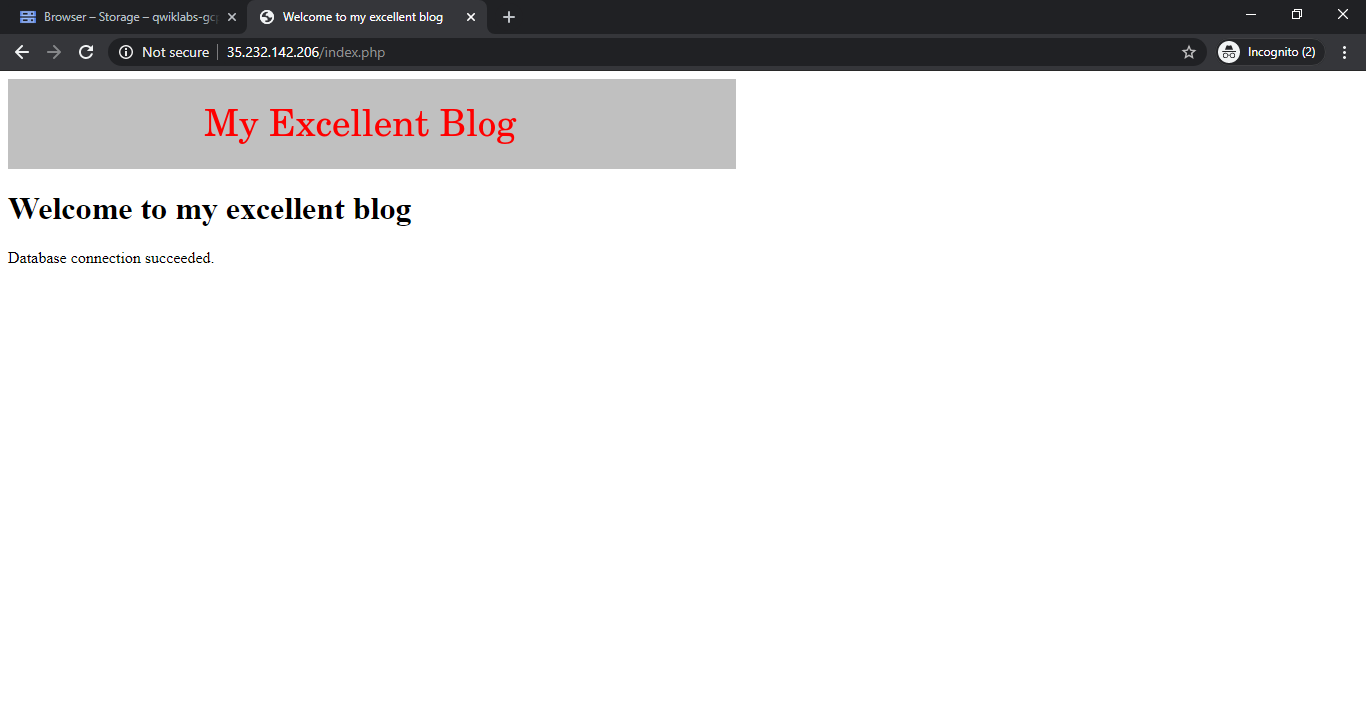 Browser – Storage – qwiklabs-gc
Welcome to my excellent blog
Not secure
35.232.142.206/index.php
Incognito (2)
My Excellent Blog
Welcome to my excellent blog
Database connection succeeded.